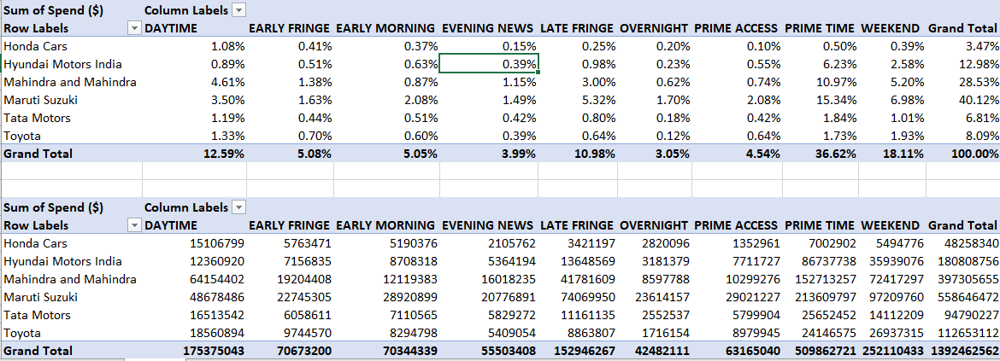 Sum of Spend ($) Column Labels
Row Labels DAYTIME EARLY FRINGE EARLY MORNING EVENING NEWS LATE FRINGE OVERNIGHT PRIME ACCESS PRIME TIME WEEKEND Grand Total
Honda Cars 1.08% 0.41% 0.37% 0.15% 0.25% 0.20% 0.10% 0.50% 0.39% 3.47%
Hyundai Motors India 0.89% 0.51% 0.63% 0.39% 0.98% 0.23% 0.55% 6.23% 2.58% 12.98%
Mahindra and Mahindra 4.61% 1.38% 0.87% 1.15% 3.00% 0.62% 0.74% 10.97% 5.20% 28.53%
Maruti Suzuki 3.50% 1.63% 2.08% 1.49% 5.32% 1.70% 2.08% 15.34% 6.98% 40.12%
Tata Motors 1.19% 0.44% 0.51% 0.42% 0.80% 0.18% 0.42% 1.84% 1.01% 6.81%
Toyota 1.33% 0.70% 0.60% 0.39% 0.64% 0.12% 0.64% 1.73% 1.93% 8.09%
Grand Total 12.59% 5.08% 5.05% 3.99% 10.98% 3.05% 4.54% 36.62% 18.11% 100.00%
Sum of Spend ($) Column Labels
Row Labels DAYTIME EARLY FRINGE EARLY MORNING EVENING NEWS LATE FRINGE OVERNIGHT PRIME ACCESS PRIME TIME WEEKEND Grand Total
Honda Cars 15106799 5763471 5190376 2105762 3421197 2820096 1352961 7002902 5494776 48258340
Hyundai Motors India 12360920 7156835 8708318 5364194 13648569 3181379 7711727 86737738 35939076 180808756
Mahindra and Mahindra 64154402 19204408 12119383 16018235 41781609 8597788 10299276 152713257 72417297 397305655
Maruti Suzuki 48678486 22745305 28920899 20776891 74069950 23614157 29021227 213609797 97209760 558646472
Tata Motors 16513542 6058611 7110565 5829272 11161135 2552537 5799904 25652452 14112209 94790227
Toyota 18560894 9744570 8294798 5409054 8863807 1716154 8979945 24146575 26937315 112653112
Grand Total 175375043 70673200 70344339 55503408 152946267 42482111 63165040 509862721 252110433 1392462562